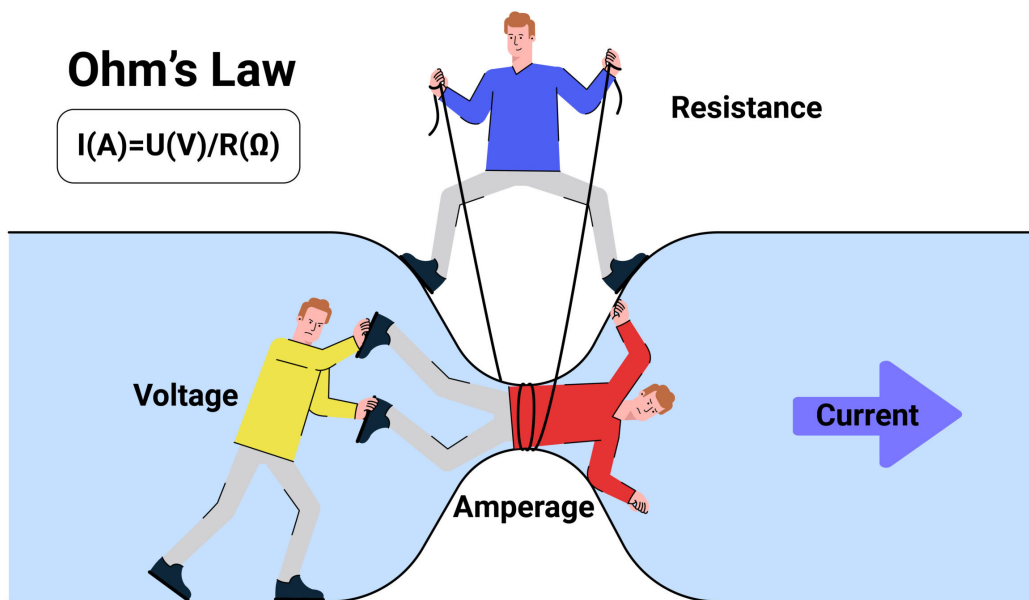 Ohm’s Law
I(A)=U(V)/R(Ω)
Resistance
Voltage
Current
Amperage